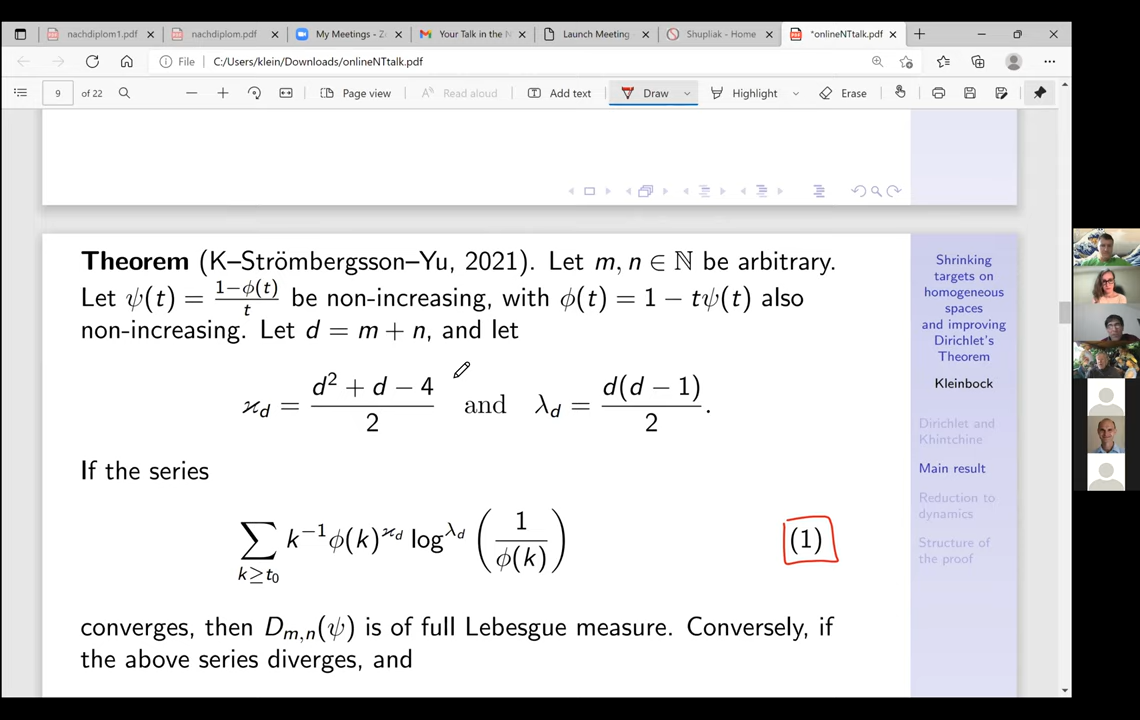 nachdiplom1.pdf
nachdiplom.pdf
My Meetings - Z
Your Talk in the N
Launch Meeting
Shupliak - Home
*onlineNTtalk.pdf
File C:/Users/klein/Downloads/onlineNTtalk.pdf
9 of 22
Page view
Read aloud
Add text
Draw
Highlight
Erase
Theorem (K–Strömbergsson–Yu, 2021). Let m, n ∈ ℕ be arbitrary.
Let ψ(t) = (1−ϕ(t))/t be non-increasing, with ϕ(t) = 1 − tψ(t) also
non-increasing. Let d = m + n, and let
ϰ_d = (d² + d − 4)/2 and λ_d = d(d − 1)/2.
If the series
∑_{k≥t₀} k⁻¹ϕ(k)^{ϰ_d} log^{λ_d} (1/ϕ(k)) (1)
converges, then D_{m,n}(ψ) is of full Lebesgue measure. Conversely, if
the above series diverges, and
Shrinking
targets on
homogeneous
spaces
and improving
Dirichlet's
Theorem
Kleinbock
Dirichlet and
Khintchine
Main result
Reduction to
dynamics
Structure of
the proof